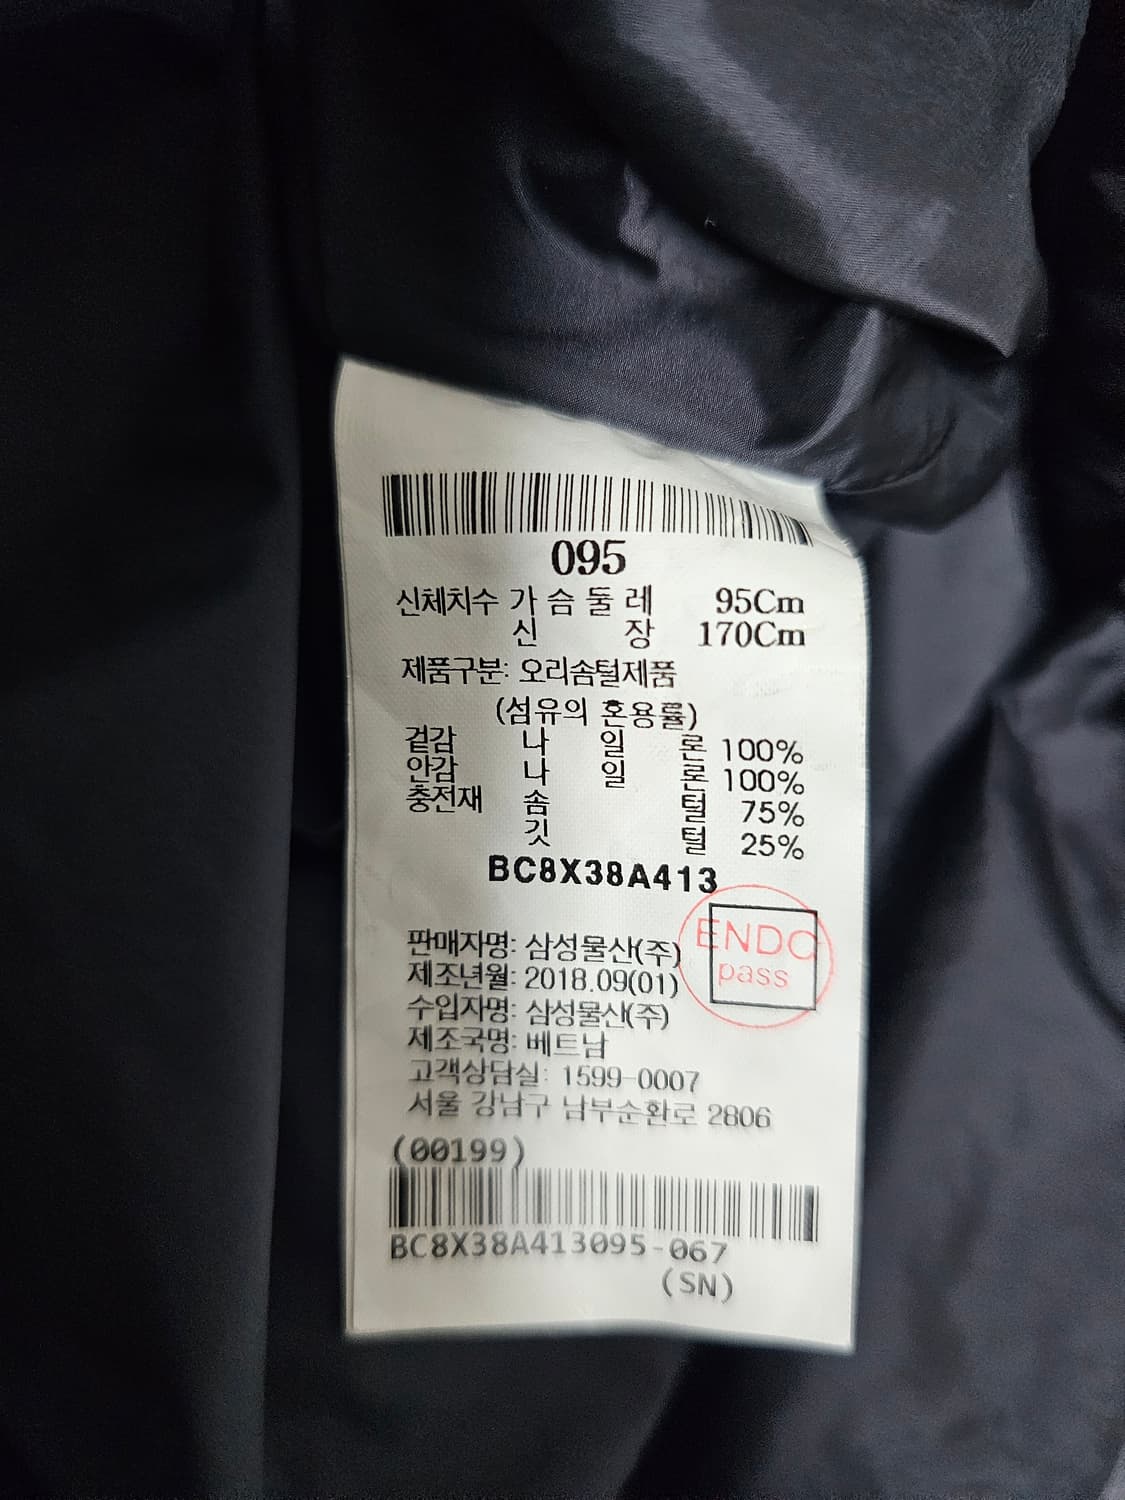 095
신체치수 가 슴 둘 레 95Cm
신 장 170Cm
제품구분: 오리솜털제품
(섬유의 혼용률)
겉감 나 일 론 100%
안감 나 일 론 100%
충전재 솜 털 75%
깃 털 25%
BC8X38A413
판매자명: 삼성물산(주)
제조년월: 2018.09(01)
수입자명: 삼성물산(주)
제조국명: 베트남
고객상담실: 1599-0007
서울 강남구 남부순환로 2806
ENDO
pass
(00199)
BC8X38A413095-067
(SN)